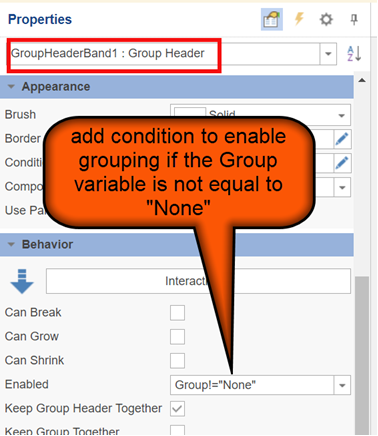 Properties
GroupHeaderBand1 : Group Header
A
Z
Appearance
Brush
Solid
Border
Condi
Compo
Use Pa
add condition to enable
grouping if the Group
variable is not equal to
"None"
Behavior
Interact
Can Break
Can Grow
Can Shrink
Enabled
Group!="None"
Keep Group Header Together
Keep Group Together